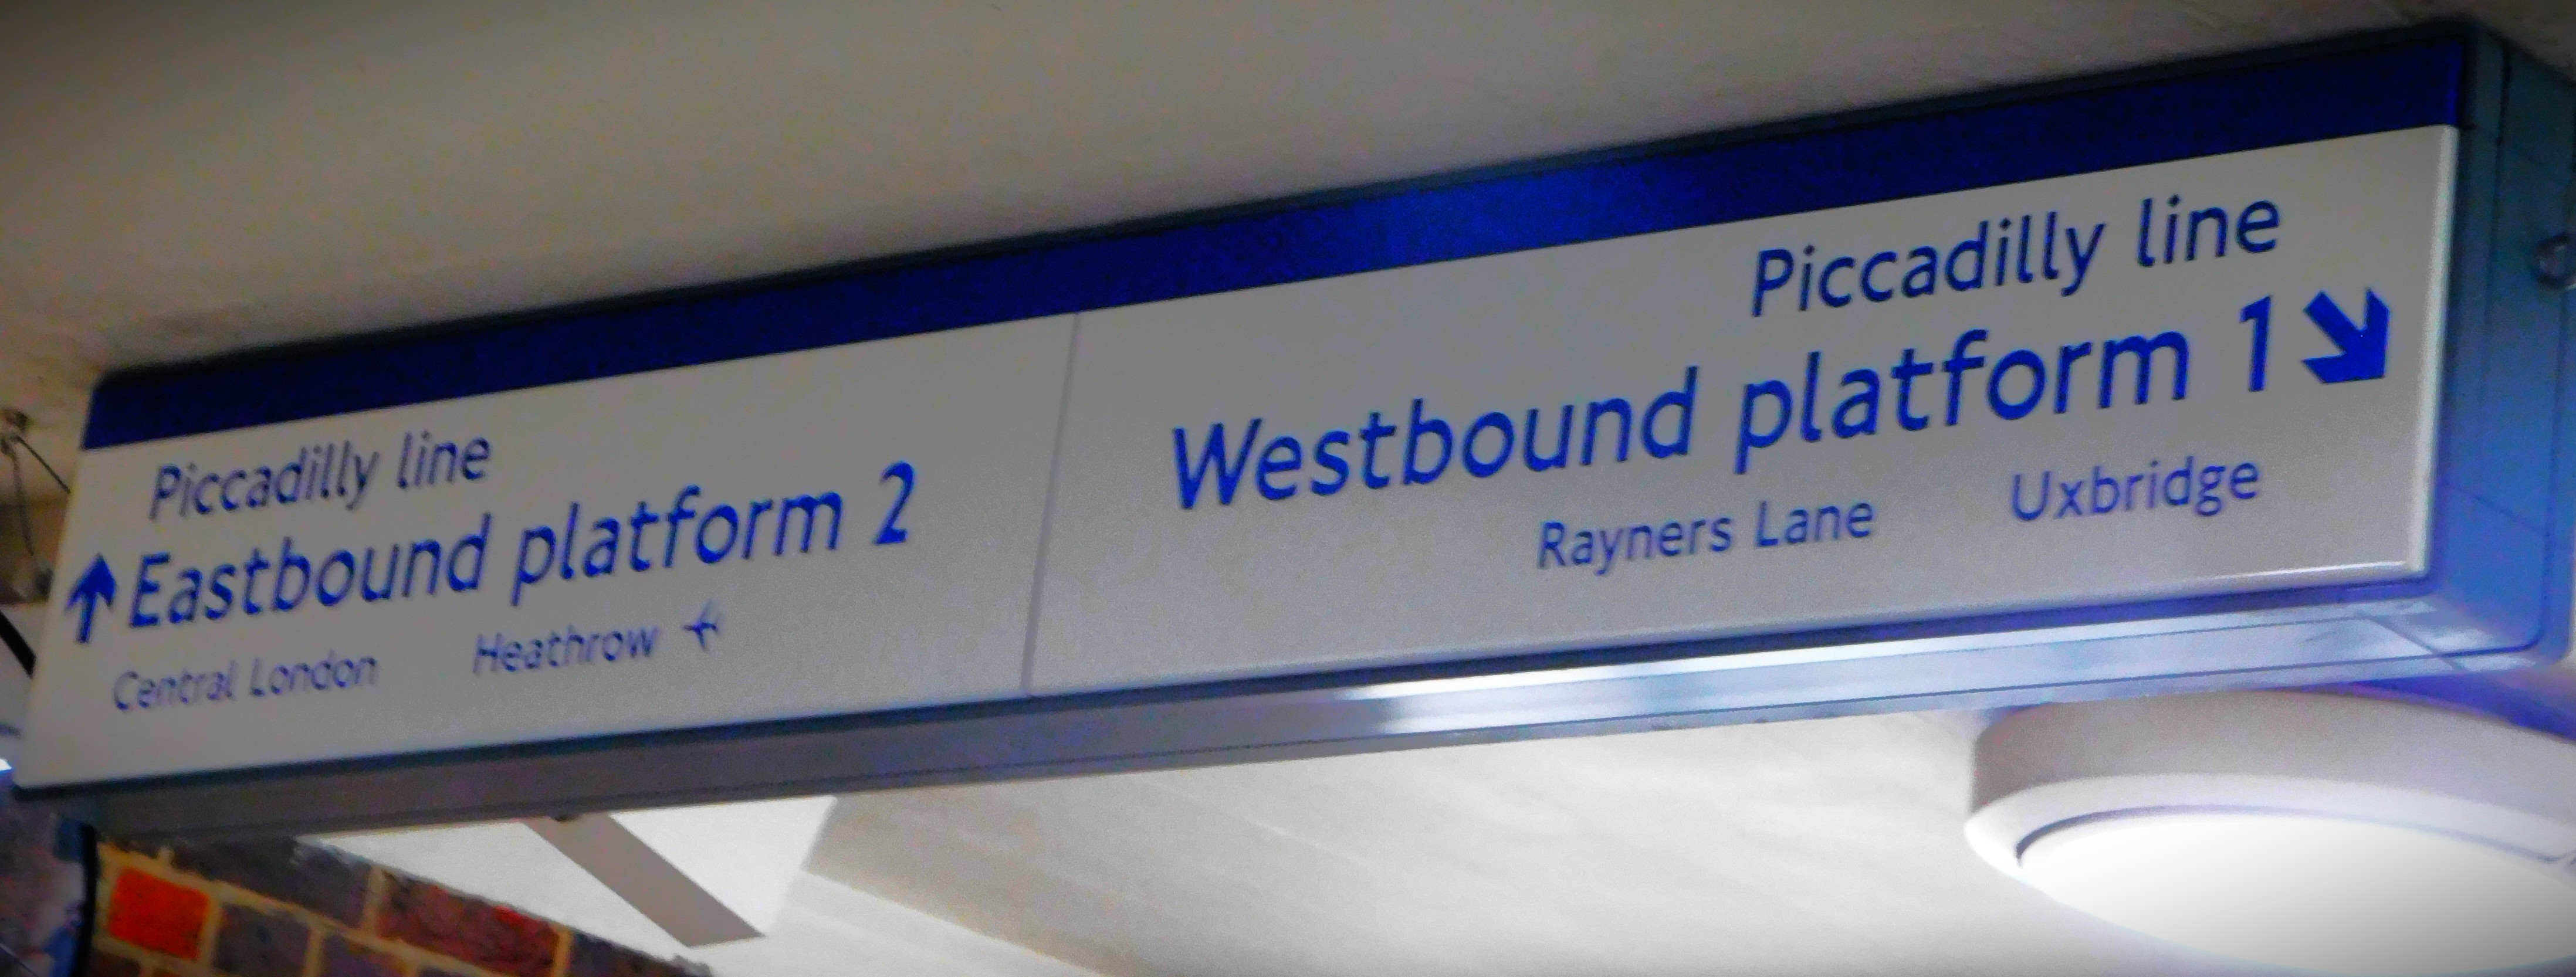 Piccadilly line
↑ Eastbound platform 2
Central London Heathrow ✈
Piccadilly line
Westbound platform 1 ↘
Rayners Lane Uxbridge